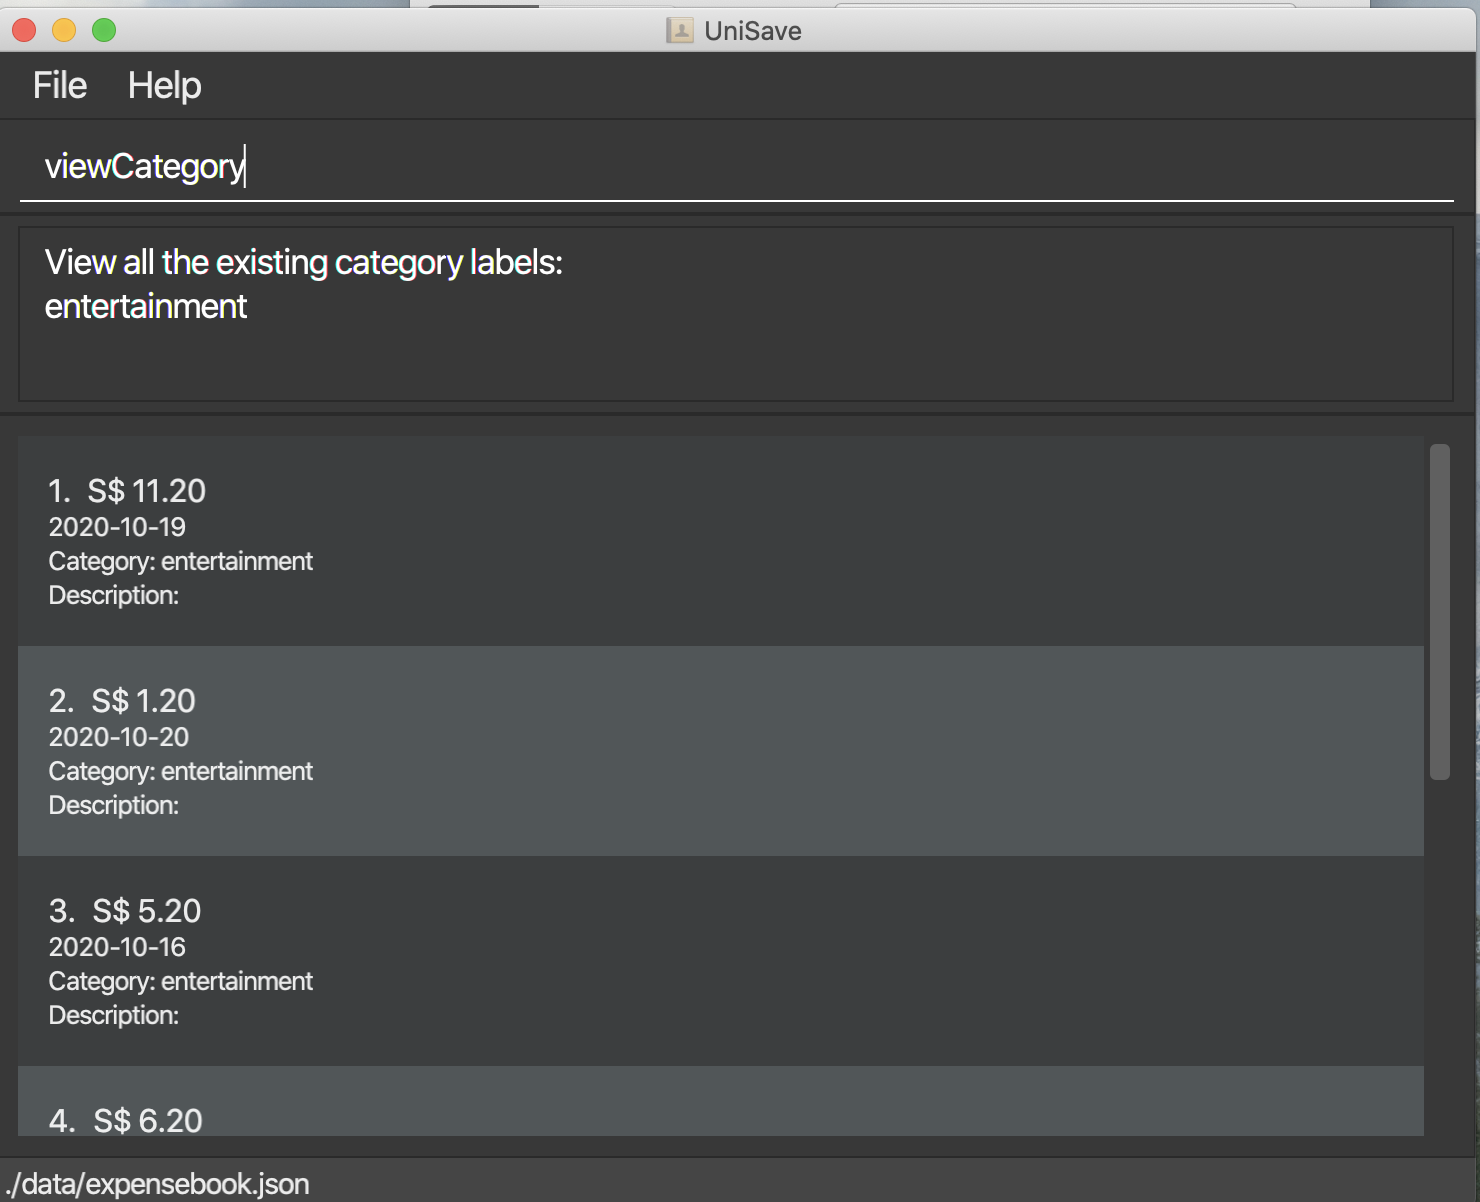 UniSave
File Help
viewCategory
View all the existing category labels:
entertainment
1. S$ 11.20
2020-10-19
Category: entertainment
Description:
2. S$ 1.20
2020-10-20
Category: entertainment
Description:
3. S$ 5.20
2020-10-16
Category: entertainment
Description:
4. S$ 6.20
./data/expensebook.json